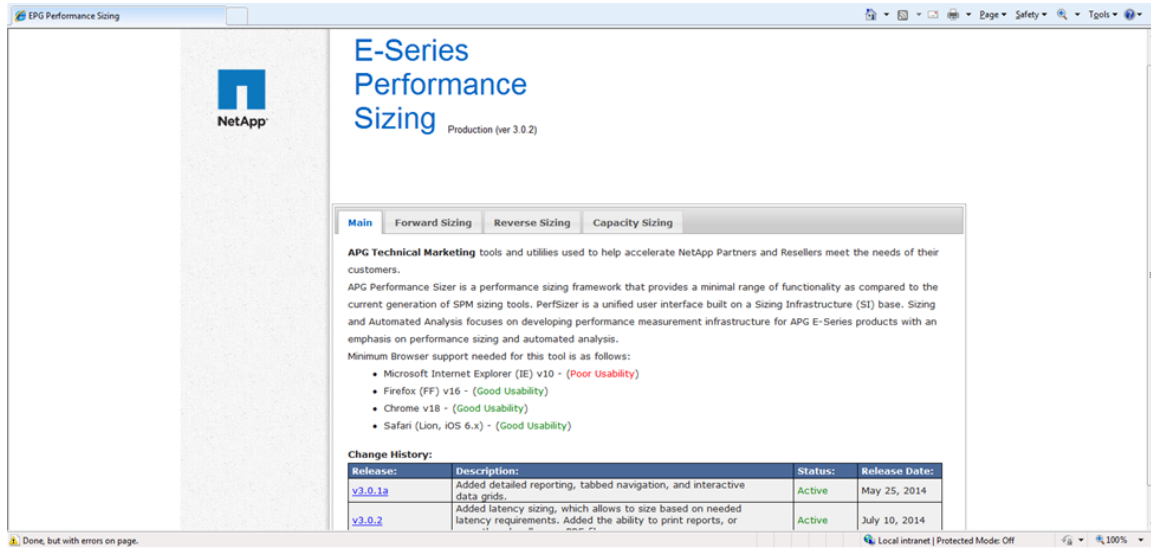 EPG Performance Sizing
Page
Safety
Tools
NetApp
E-Series
Performance
Sizing Production (ver 3.0.2)
Main Forward Sizing Reverse Sizing Capacity Sizing
APG Technical Marketing tools and utilities used to help accelerate NetApp Partners and Resellers meet the needs of their
customers.
APG Performance Sizer is a performance sizing framework that provides a minimal range of functionality as compared to the
current generation of SPM sizing tools. PerfSizer is a unified user interface built on a Sizing Infrastructure (SI) base. Sizing
and Automated Analysis focuses on developing performance measurement infrastructure for APG E-Series products with an
emphasis on performance sizing and automated analysis.
Minimum Browser support needed for this tool is as follows:
• Microsoft Internet Explorer (IE) v10 - (Poor Usability)
• Firefox (FF) v16 - (Good Usability)
• Chrome v18 - (Good Usability)
• Safari (Lion, iOS 6.x) - (Good Usability)
Change History:
Release: Description: Status: Release Date:
v3.0.1a Added detailed reporting, tabbed navigation, and interactive
data grids. Active May 25, 2014
v3.0.2 Added latency sizing, which allows to size based on needed
latency requirements. Added the ability to print reports, or Active July 10, 2014
Done, but with errors on page.
Local intranet | Protected Mode: Off
100%